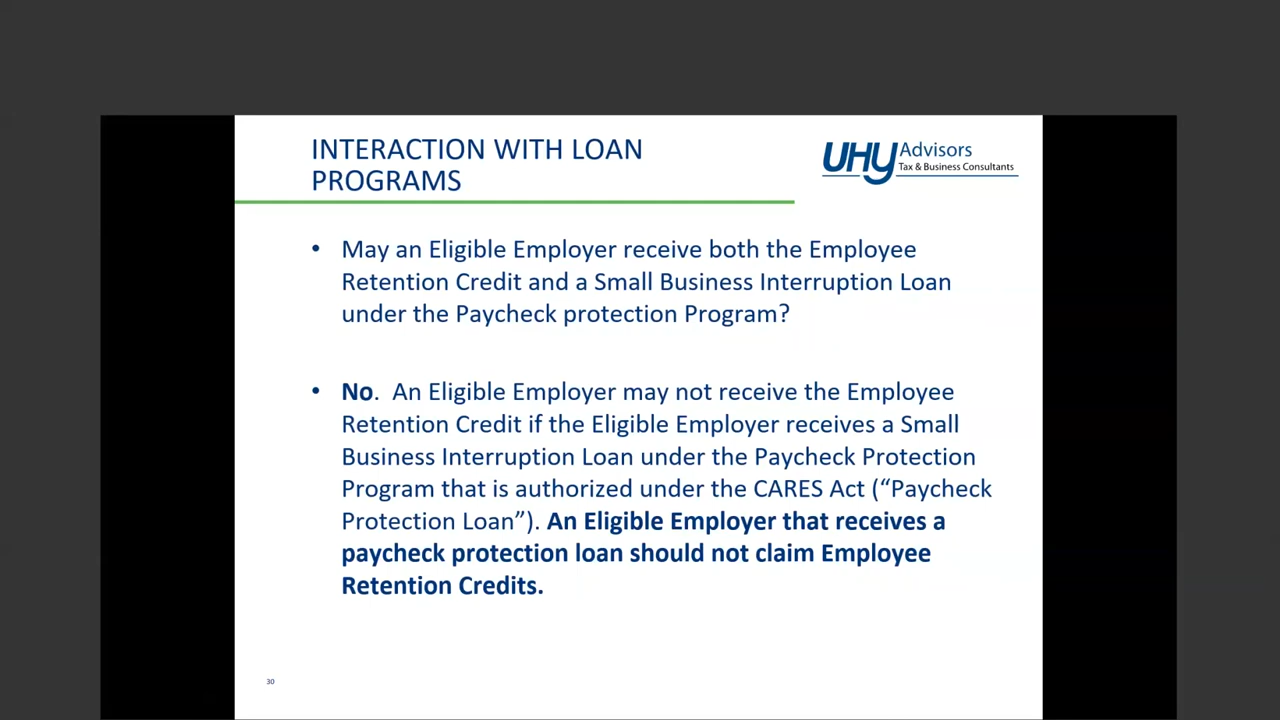 INTERACTION WITH LOAN
PROGRAMS
UHY Advisors
Tax & Business Consultants
• May an Eligible Employer receive both the Employee
Retention Credit and a Small Business Interruption Loan
under the Paycheck protection Program?
• No.  An Eligible Employer may not receive the Employee
Retention Credit if the Eligible Employer receives a Small
Business Interruption Loan under the Paycheck Protection
Program that is authorized under the CARES Act (“Paycheck
Protection Loan”). An Eligible Employer that receives a
paycheck protection loan should not claim Employee
Retention Credits.
30